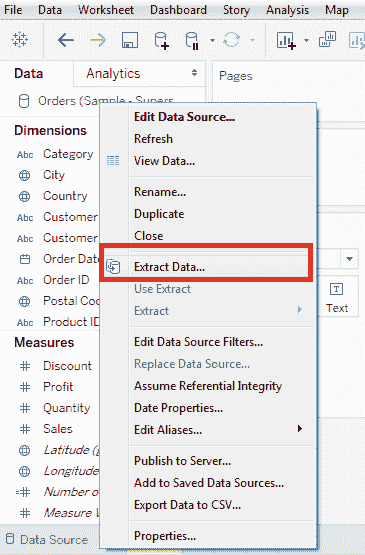 File Data Worksheet Dashboard Story Analysis Map
Data Analytics Pages
Orders (Sample - Supers
Dimensions
Abc Category
City
Country
Abc Customer
Abc Customer
Order Date
Abc Order ID
Postal Cod
Abc Product ID
Measures
Discount
Profit
Quantity
Sales
Latitude (g
Longitude
Number o
Measure V
Data Source
Edit Data Source...
Refresh
View Data...
Rename...
Duplicate
Close
Extract Data...
Use Extract
Extract
Edit Data Source Filters...
Replace Data Source...
Assume Referential Integrity
Date Properties...
Edit Aliases...
Publish to Server...
Add to Saved Data Sources...
Export Data to CSV...
Properties...
T
Text